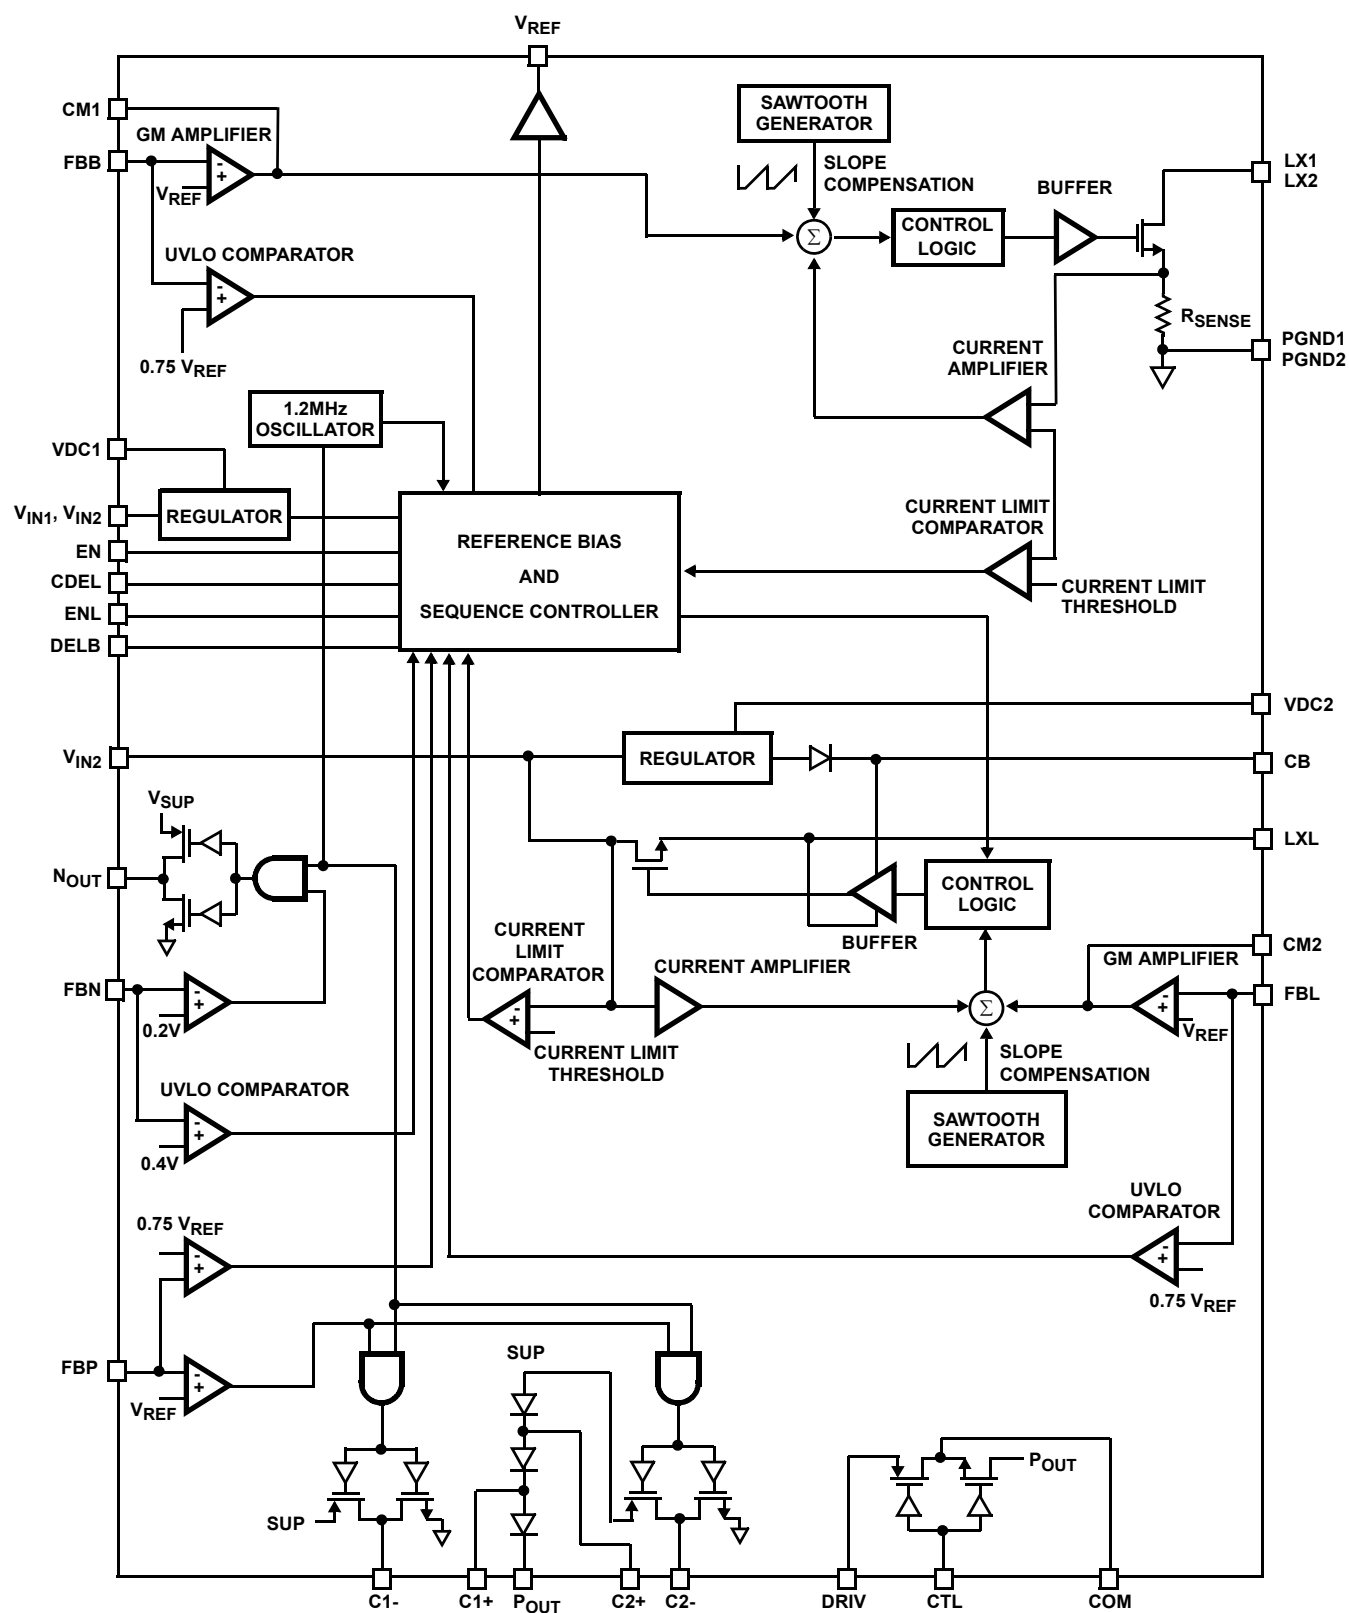 VREF
CM1
GM AMPLIFIER
FBB
-
+
VREF
UVLO COMPARATOR
-
+
0.75 VREF
SAWTOOTH
GENERATOR
SLOPE
COMPENSATION
Σ
CONTROL
LOGIC
BUFFER
LX1
LX2
RSENSE
PGND1
PGND2
CURRENT
AMPLIFIER
1.2MHz
OSCILLATOR
VDC1
VIN1, VIN2
REGULATOR
EN
CDEL
ENL
DELB
REFERENCE BIAS
AND
SEQUENCE CONTROLLER
CURRENT LIMIT
COMPARATOR
CURRENT LIMIT
THRESHOLD
VDC2
VIN2
REGULATOR
CB
VSUP
NOUT
LXL
CONTROL
LOGIC
BUFFER
CURRENT
LIMIT
COMPARATOR
-
+
CURRENT LIMIT
THRESHOLD
CURRENT AMPLIFIER
Σ
CM2
GM AMPLIFIER
-
+
FBL
VREF
FBN
-
+
0.2V
SLOPE
COMPENSATION
SAWTOOTH
GENERATOR
UVLO COMPARATOR
-
+
0.4V
UVLO
COMPARATOR
-
+
0.75 VREF
0.75 VREF
-
+
FBP
-
+
VREF
SUP
SUP
POUT
C1-
C1+
POUT
C2+
C2-
DRIV
CTL
COM